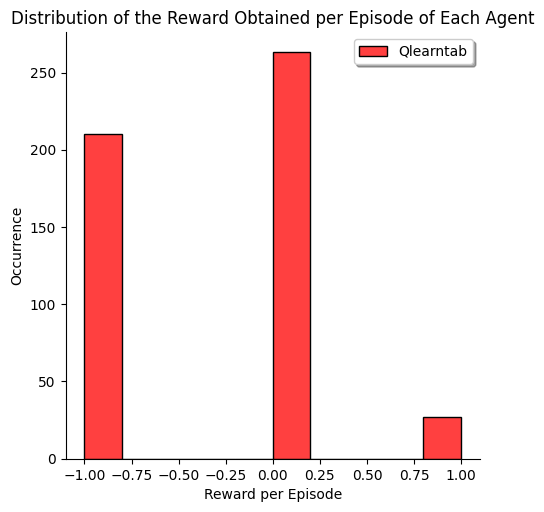 Distribution of the Reward Obtained per Episode of Each Agent
Qlearntab
250
200
150
100
50
0
Occurrence
−1.00 −0.75 −0.50 −0.25 0.00 0.25 0.50 0.75 1.00
Reward per Episode